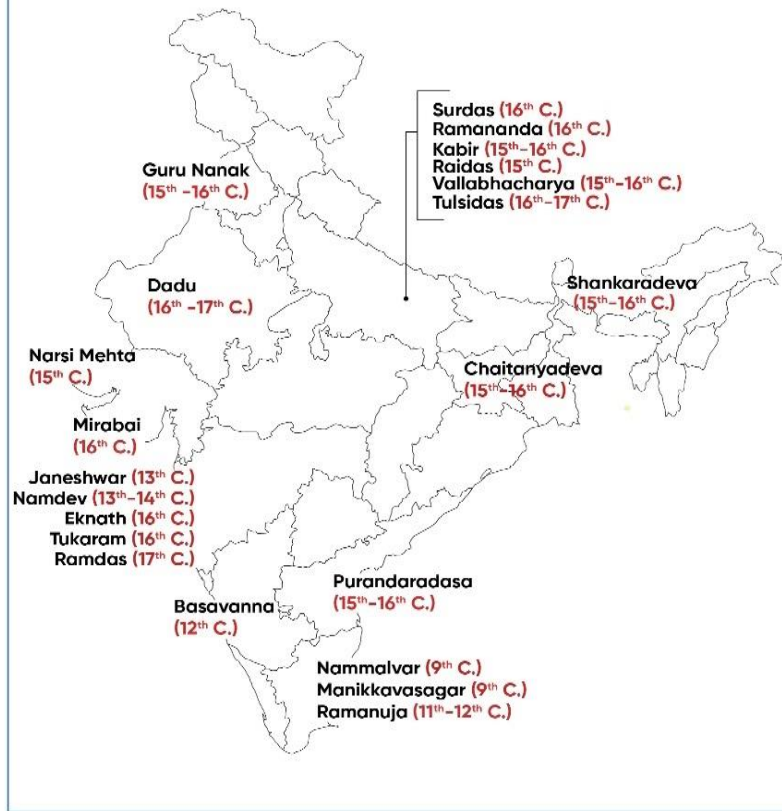 Surdas (16th C.)
Ramananda (16th C.)
Kabir (15th-16th C.)
Raidas (15th C.)
Vallabhacharya (15th-16th C.)
Tulsidas (16th-17th C.)
Guru Nanak
(15th -16th C.)
Dadu
(16th -17th C.)
Shankaradeva
(15th-16th C.)
Narsi Mehta
(15th C.)
Chaitanyadeva
(15th-16th C.)
Mirabai
(16th C.)
Janeshwar (13th C.)
Namdev (13th-14th C.)
Eknath (16th C.)
Tukaram (16th C.)
Ramdas (17th C.)
Purandaradasa
(15th-16th C.)
Basavanna
(12th C.)
Nammalvar (9th C.)
Manikkavasagar (9th C.)
Ramanuja (11th-12th C.)